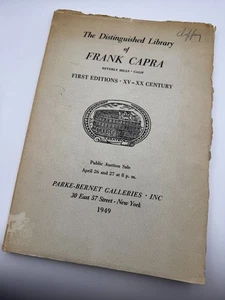 The Distinguished Library
of
FRANK CAPRA
BEVERLY HILLS · CALIF
FIRST EDITIONS · XV–XX CENTURY
Public Auction Sale
April 26 and 27 at 8 p. m.
PARKE-BERNET GALLERIES · INC
30 East 57 Street · New York
1949